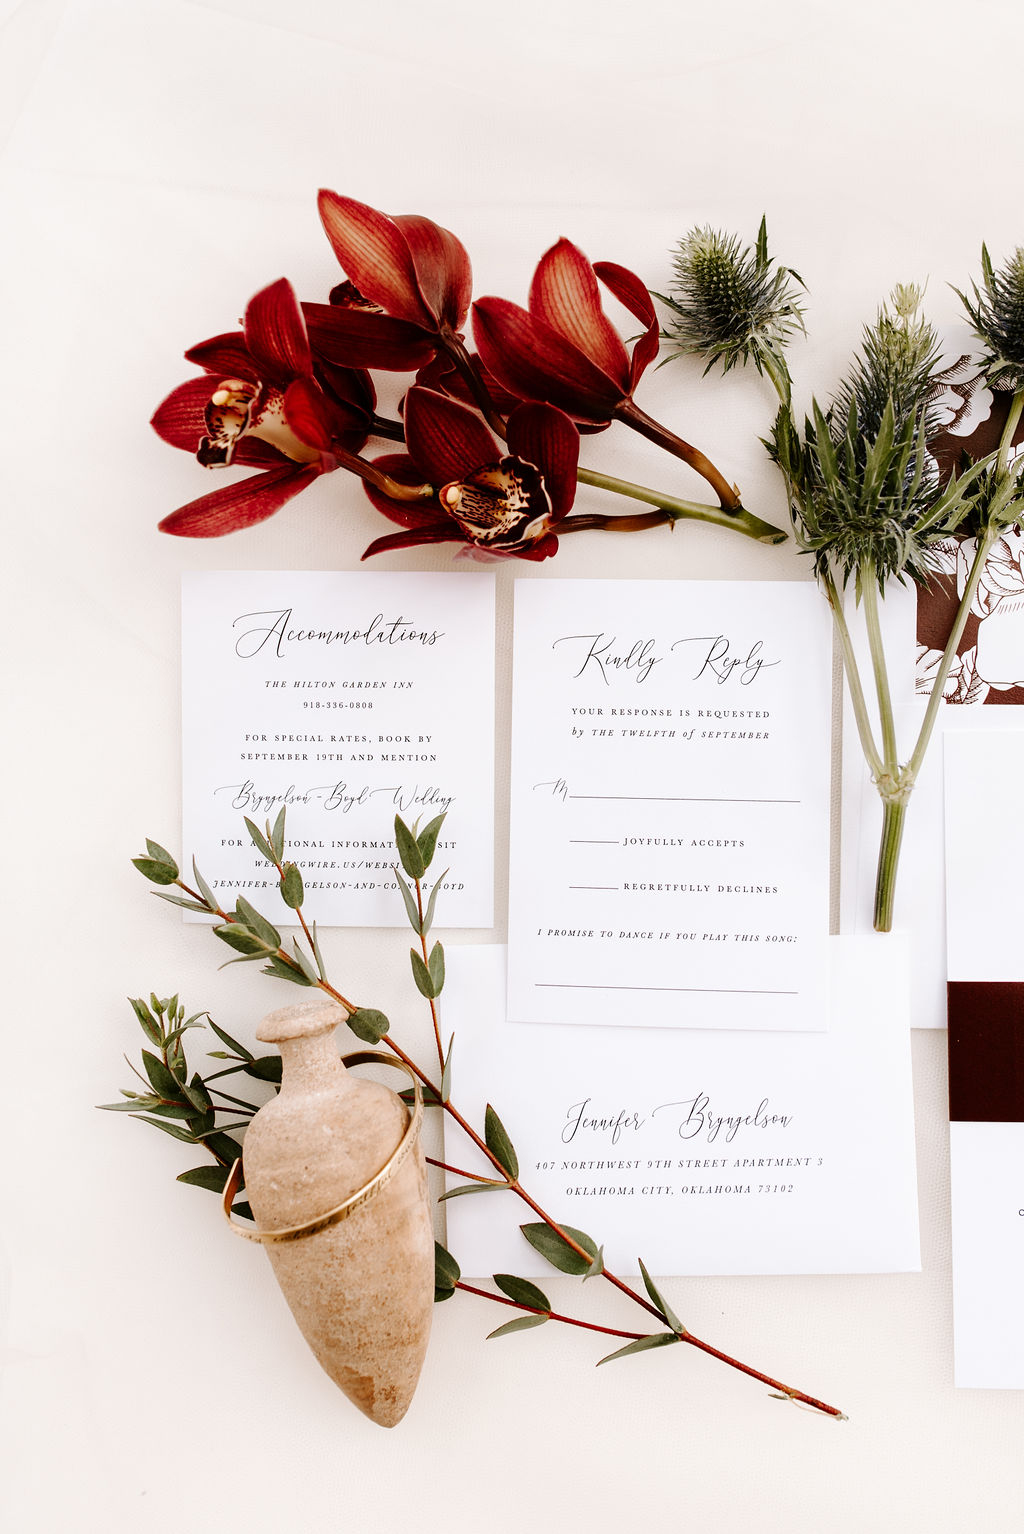 Accommodations
THE HILTON GARDEN INN
918-336-0808
FOR SPECIAL RATES, BOOK BY
SEPTEMBER 19TH AND MENTION
Bryngelson-Boyd Wedding
FOR
JENNIFER
Kindly Reply
YOUR RESPONSE IS REQUESTED
by THE TWELFTH of SEPTEMBER
M
JOYFULLY ACCEPTS
REGRETFULLY DECLINES
I PROMISE TO DANCE IF YOU PLAY THIS SONG:
Jennifer Bryngelson
407 NORTHWEST 9TH STREET APARTMENT 3
OKLAHOMA CITY, OKLAHOMA 73102